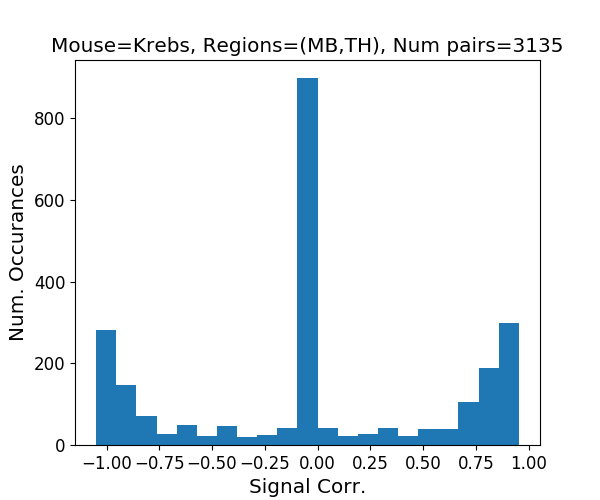 Mouse=Krebs, Regions=(MB,TH), Num pairs=3135
Num. Occurances
800
600
400
200
0
−1.00 −0.75 −0.50 −0.25 0.00 0.25 0.50 0.75 1.00
Signal Corr.